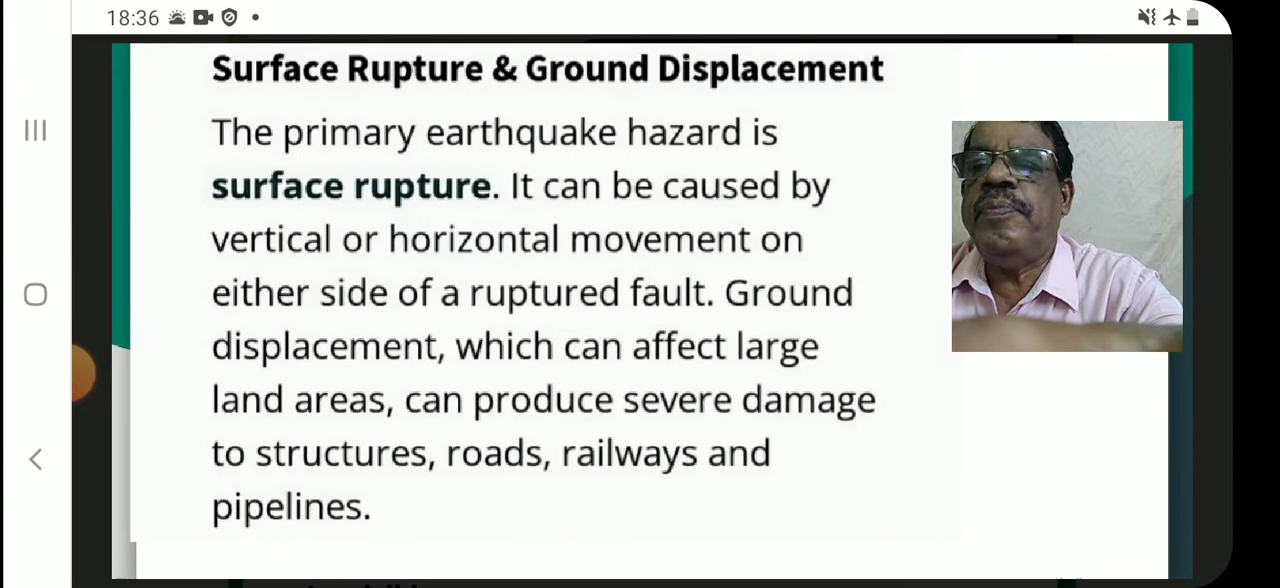 18:36
Surface Rupture & Ground Displacement
The primary earthquake hazard is
surface rupture. It can be caused by
vertical or horizontal movement on
either side of a ruptured fault. Ground
displacement, which can affect large
land areas, can produce severe damage
to structures, roads, railways and
pipelines.